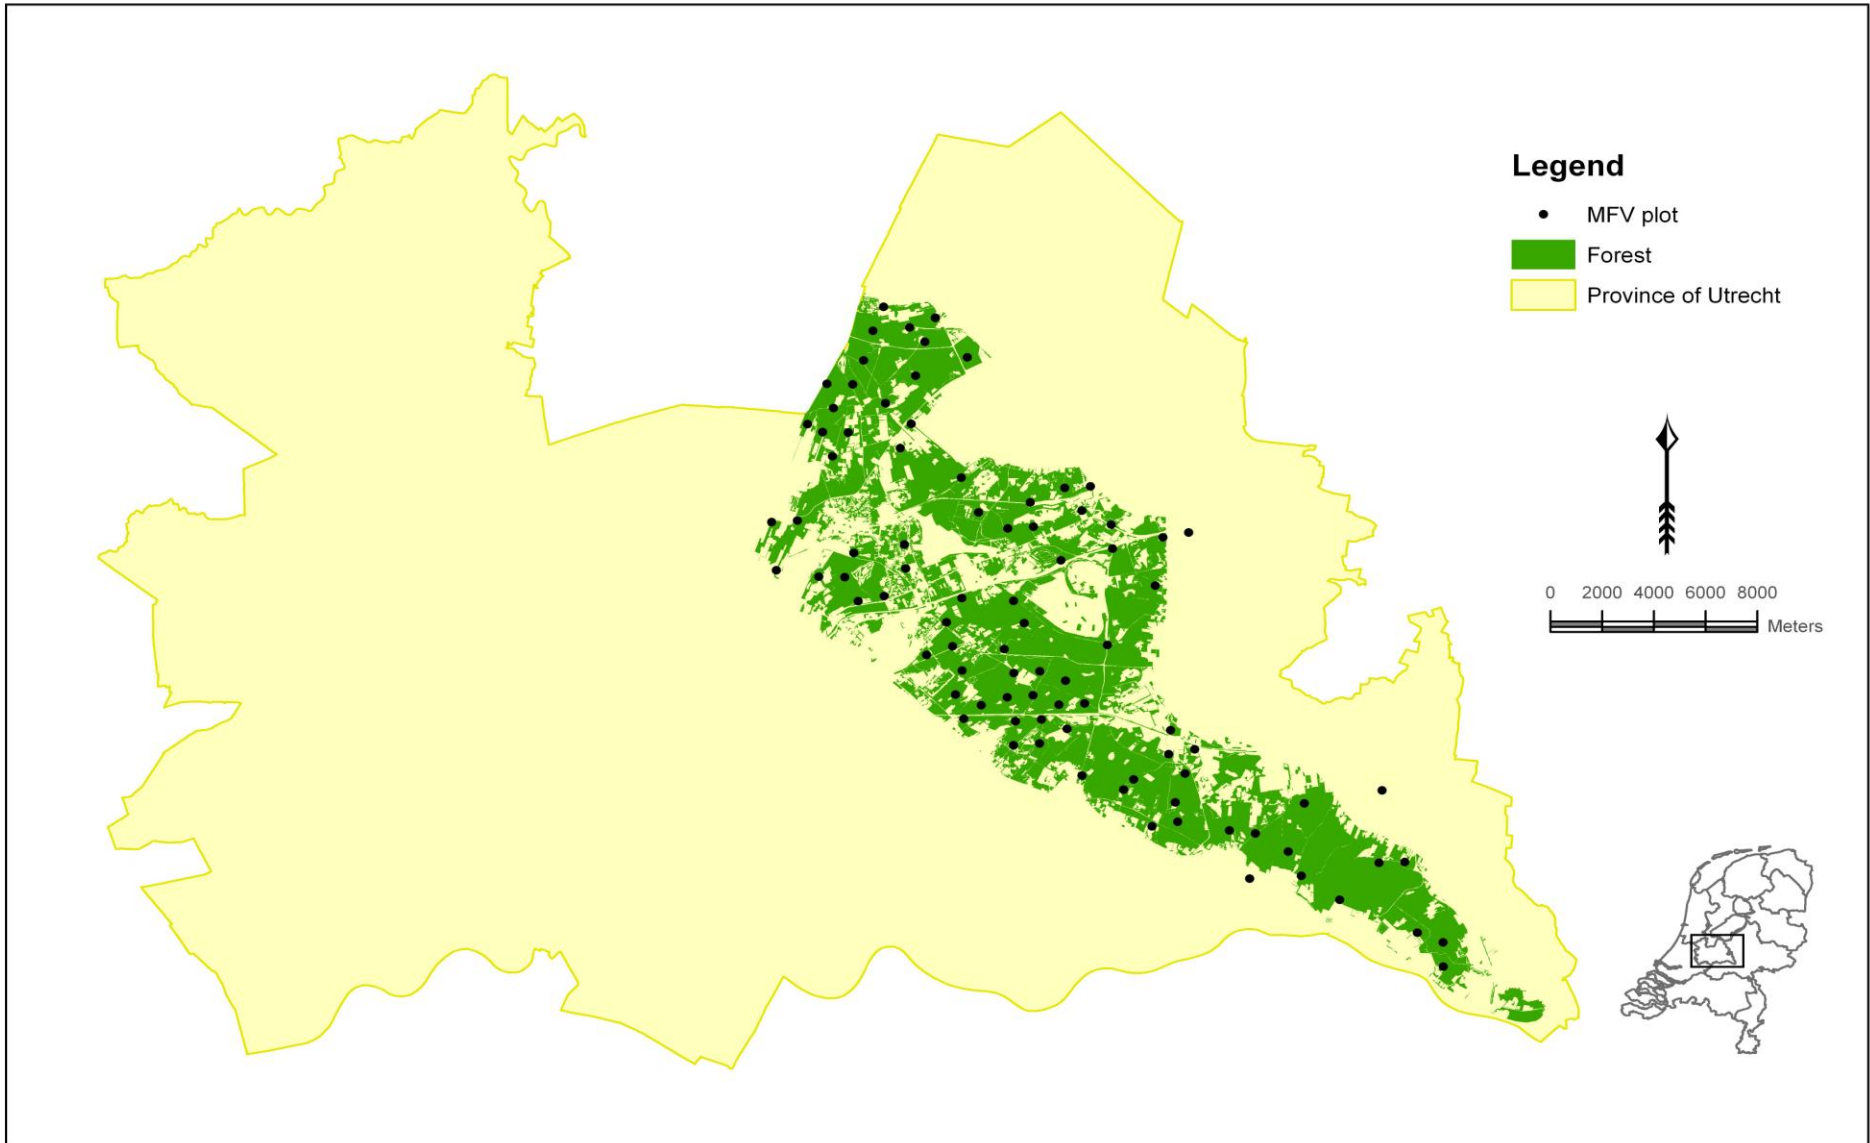 Legend
MFV plot
Forest
Province of Utrecht
0 2000 4000 6000 8000
Meters